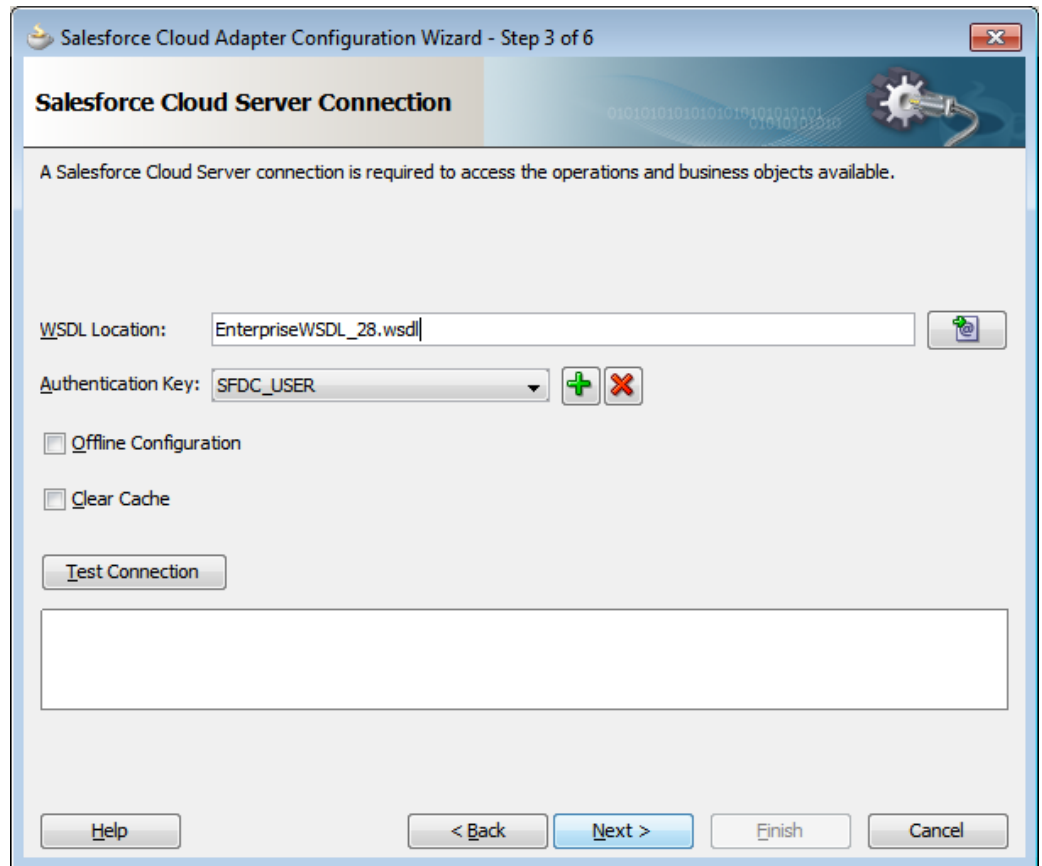 Salesforce Cloud Adapter Configuration Wizard - Step 3 of 6
Salesforce Cloud Server Connection
A Salesforce Cloud Server connection is required to access the operations and business objects available.
WSDL Location: EnterpriseWSDL_28.wsdl
Authentication Key: SFDC_USER
Offline Configuration
Clear Cache
Test Connection
Help < Back Next > Finish Cancel